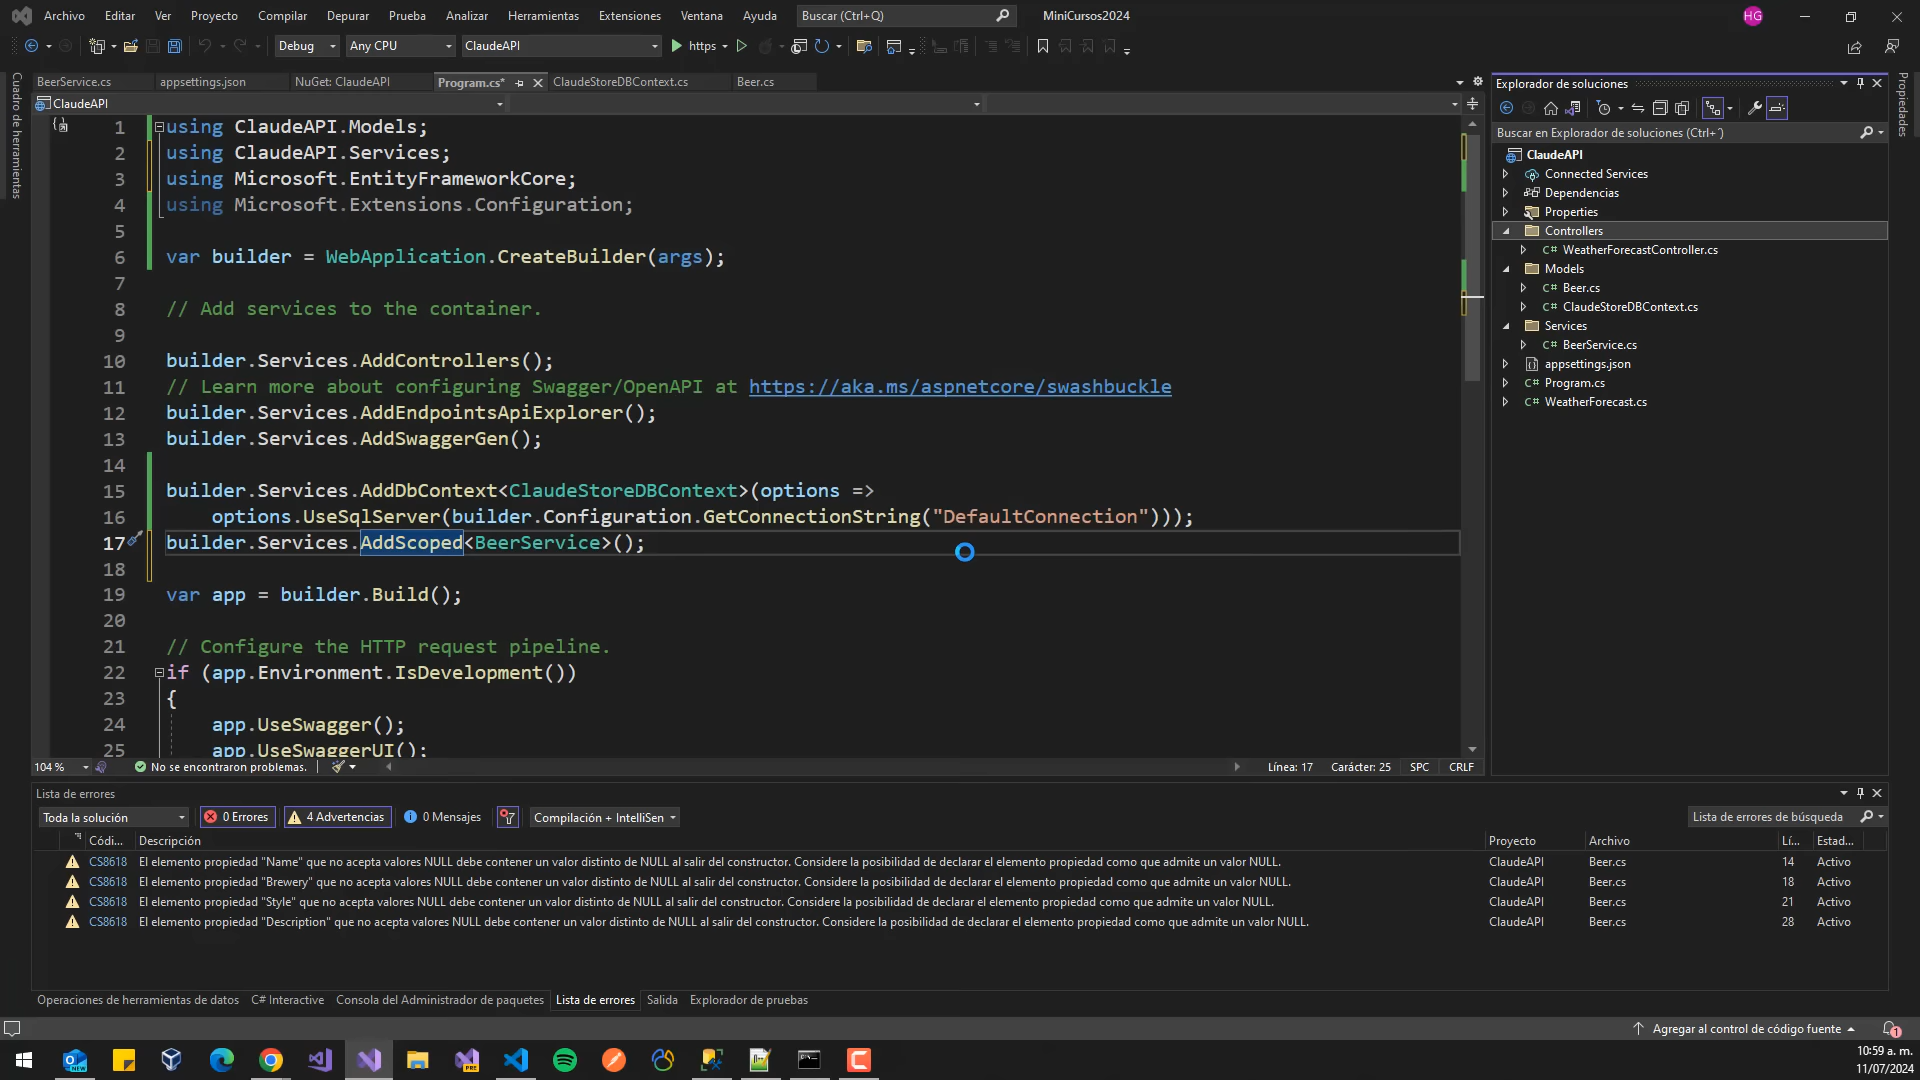 Archivo Editar Ver Proyecto Compilar Depurar Prueba Analizar Herramientas Extensiones Ventana Ayuda Buscar (Ctrl+Q) MiniCursos2024 HG
Debug Any CPU ClaudeAPI https
BeerService.cs appsettings.json NuGet: ClaudeAPI Program.cs* ClaudeStoreDBContext.cs Beer.cs
ClaudeAPI
Cuadro de herramientas
1 using ClaudeAPI.Models;
2 using ClaudeAPI.Services;
3 using Microsoft.EntityFrameworkCore;
4 using Microsoft.Extensions.Configuration;
5
6 var builder = WebApplication.CreateBuilder(args);
7
8 // Add services to the container.
9
10 builder.Services.AddControllers();
11 // Learn more about configuring Swagger/OpenAPI at https://aka.ms/aspnetcore/swashbuckle
12 builder.Services.AddEndpointsApiExplorer();
13 builder.Services.AddSwaggerGen();
14
15 builder.Services.AddDbContext<ClaudeStoreDBContext>(options =>
16 options.UseSqlServer(builder.Configuration.GetConnectionString("DefaultConnection")));
17 builder.Services.AddScoped<BeerService>();
18
19 var app = builder.Build();
20
21 // Configure the HTTP request pipeline.
22 if (app.Environment.IsDevelopment())
23 {
24 app.UseSwagger();
25 app.UseSwaggerUI();
104 % No se encontraron problemas. Línea: 17 Carácter: 25 SPC CRLF
Explorador de soluciones
Buscar en Explorador de soluciones (Ctrl+´)
ClaudeAPI
Connected Services
Dependencias
Properties
Controllers
C# WeatherForecastController.cs
Models
C# Beer.cs
C# ClaudeStoreDBContext.cs
Services
C# BeerService.cs
appsettings.json
C# Program.cs
C# WeatherForecast.cs
Propiedades
Lista de errores
Toda la solución 0 Errores 4 Advertencias 0 Mensajes Compilación + IntelliSen Lista de errores de búsqueda
Códi... Descripción Proyecto Archivo Lí... Estad...
CS8618 El elemento propiedad "Name" que no acepta valores NULL debe contener un valor distinto de NULL al salir del constructor. Considere la posibilidad de declarar el elemento propiedad como que admite un valor NULL. ClaudeAPI Beer.cs 14 Activo
CS8618 El elemento propiedad "Brewery" que no acepta valores NULL debe contener un valor distinto de NULL al salir del constructor. Considere la posibilidad de declarar el elemento propiedad como que admite un valor NULL. ClaudeAPI Beer.cs 18 Activo
CS8618 El elemento propiedad "Style" que no acepta valores NULL debe contener un valor distinto de NULL al salir del constructor. Considere la posibilidad de declarar el elemento propiedad como que admite un valor NULL. ClaudeAPI Beer.cs 21 Activo
CS8618 El elemento propiedad "Description" que no acepta valores NULL debe contener un valor distinto de NULL al salir del constructor. Considere la posibilidad de declarar el elemento propiedad como que admite un valor NULL. ClaudeAPI Beer.cs 28 Activo
Operaciones de herramientas de datos C# Interactive Consola del Administrador de paquetes Lista de errores Salida Explorador de pruebas
Agregar al control de código fuente 1
NEW PRE
10:59 a. m.
11/07/2024